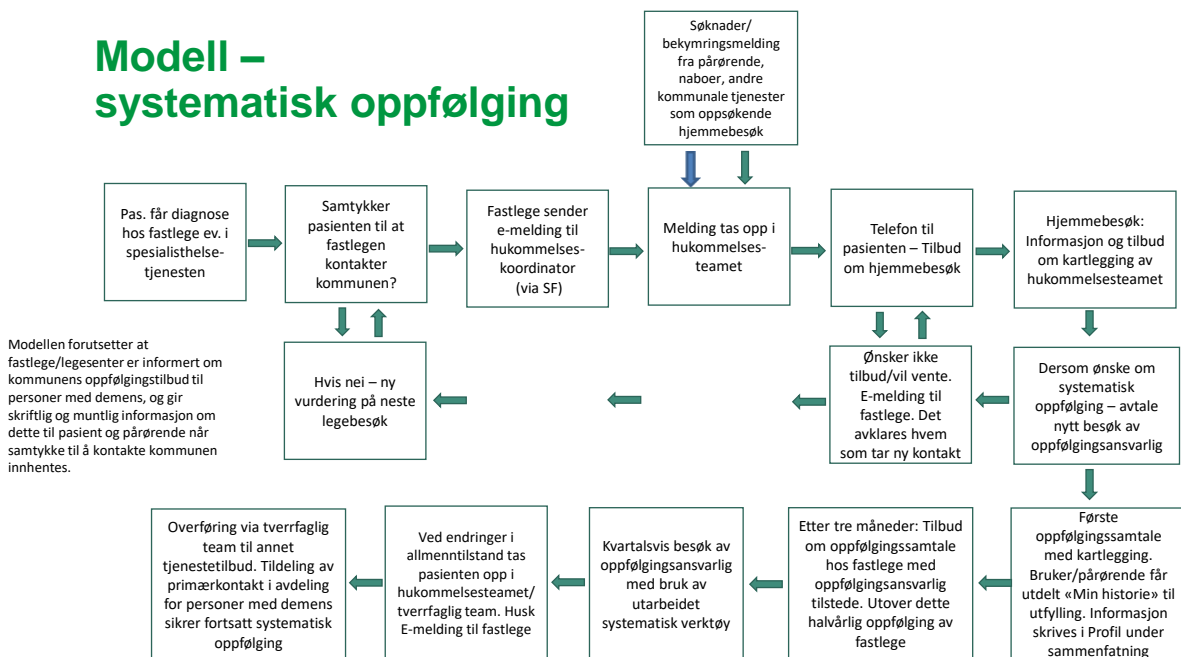 Modell –
systematisk oppfølging
Søknader/
bekymringsmelding
fra pårørende,
naboer, andre
kommunale tjenester
som oppsøkende
hjemmebesøk
Pas. får diagnose
hos fastlege ev. i
spesialisthelse-
tjenesten
Samtykker
pasienten til at
fastlegen
kontakter
kommunen?
Fastlege sender
e-melding til
hukommelses-
koordinator
(via SF)
Melding tas opp i
hukommelses-
teamet
Telefon til
pasienten – Tilbud
om hjemmebesøk
Hjemmebesøk:
Informasjon og tilbud
om kartlegging av
hukommelsesteamet
Modellen forutsetter at
fastlege/legesenter er informert om
kommunens oppfølgingstilbud til
personer med demens, og gir
skriftlig og muntlig informasjon om
dette til pasient og pårørende når
samtykke til å kontakte kommunen
innhentes.
Hvis nei – ny
vurdering på neste
legebesøk
Ønsker ikke
tilbud/vil vente.
E-melding til
fastlege. Det
avklares hvem
som tar ny kontakt
Dersom ønske om
systematisk
oppfølging – avtale
nytt besøk av
oppfølgingsansvarlig
Overføring via tverrfaglig
team til annet
tjenestetilbud. Tildeling av
primærkontakt i avdeling
for personer med demens
sikrer fortsatt systematisk
oppfølging
Ved endringer i
allmenntilstand tas
pasienten opp i
hukommelsesteamet/
tverrfaglig team. Husk
E-melding til fastlege
Kvartalsvis besøk av
oppfølgingsansvarlig
med bruk av
utarbeidet
systematisk verktøy
Etter tre måneder: Tilbud
om oppfølgingssamtale
hos fastlege med
oppfølgingsansvarlig
tilstede. Utover dette
halvårlig oppfølging av
fastlege
Første
oppfølgingssamtale
med kartlegging.
Bruker/pårørende får
utdelt «Min historie» til
utfylling. Informasjon
skrives i Profil under
sammenfatning